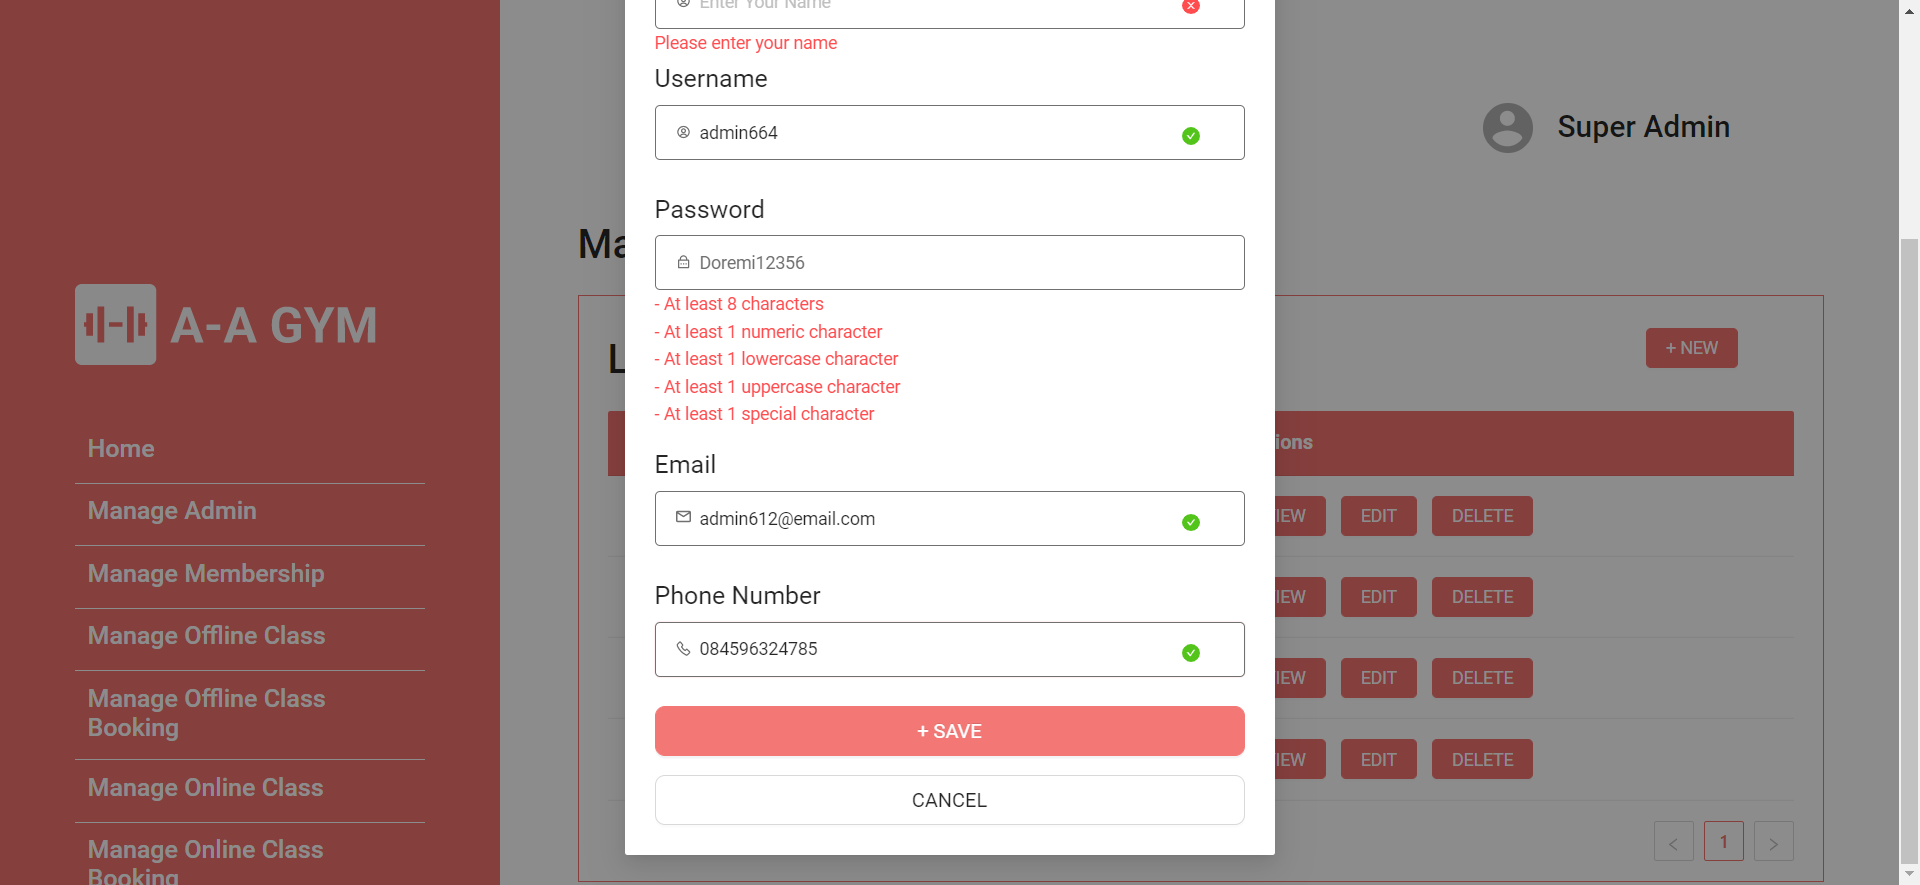 A-A GYM
Home
Manage Admin
Manage Membership
Manage Offline Class
Manage Offline Class
Booking
Manage Online Class
Manage Online Class
Booking
Super Admin
Ma
L
+ NEW
ions
IEW EDIT DELETE
IEW EDIT DELETE
IEW EDIT DELETE
IEW EDIT DELETE
< 1 >
Enter Your Name
Please enter your name
Username
admin664
Password
Doremi12356
- At least 8 characters
- At least 1 numeric character
- At least 1 lowercase character
- At least 1 uppercase character
- At least 1 special character
Email
admin612@email.com
Phone Number
084596324785
+ SAVE
CANCEL